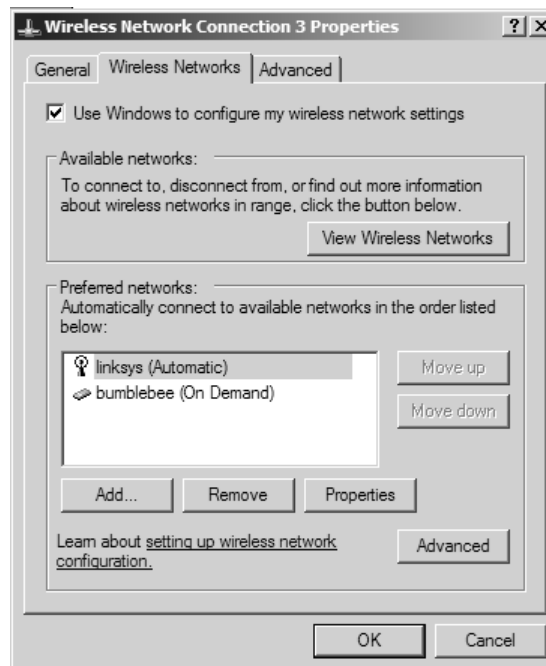 Wireless Network Connection 3 Properties
General
Wireless Networks
Advanced
Use Windows to configure my wireless network settings
Available networks:
To connect to, disconnect from, or find out more information
about wireless networks in range, click the button below.
View Wireless Networks
Preferred networks:
Automatically connect to available networks in the order listed
below:
linksys (Automatic)
bumblebee (On Demand)
Move up
Move down
Add...
Remove
Properties
Learn about setting up wireless network
configuration.
Advanced
OK
Cancel